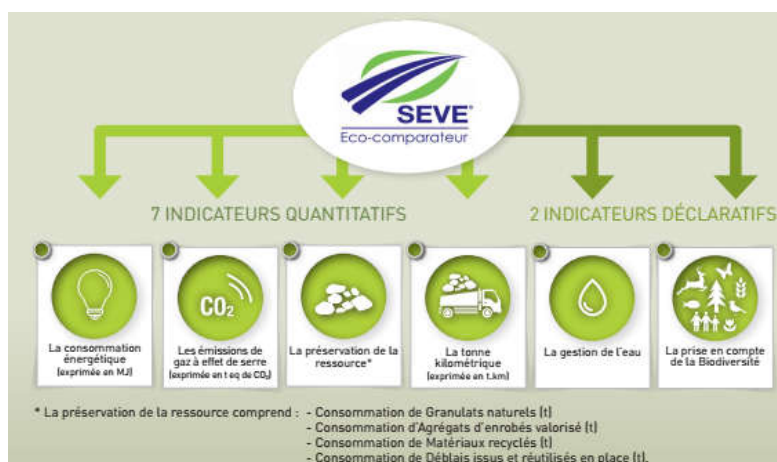 SEVE®
Eco-comparateur
7 INDICATEURS QUANTITATIFS
2 INDICATEURS DÉCLARATIFS
La consommation
énergétique
(exprimée en MJ)
CO₂
Les émissions de
gaz à effet de serre
(exprimée en t eq de CO₂)
La préservation de la
ressource*
La tonne
kilométrique
(exprimée en t.km)
La gestion de l'eau
La prise en compte
de la Biodiversité
* La préservation de la ressource comprend : - Consommation de Granulats naturels (t)
- Consommation d'Agrégats d'enrobés valorisé (t)
- Consommation de Matériaux recyclés (t)
- Consommation de Déblais issus et réutilisés en place (t).